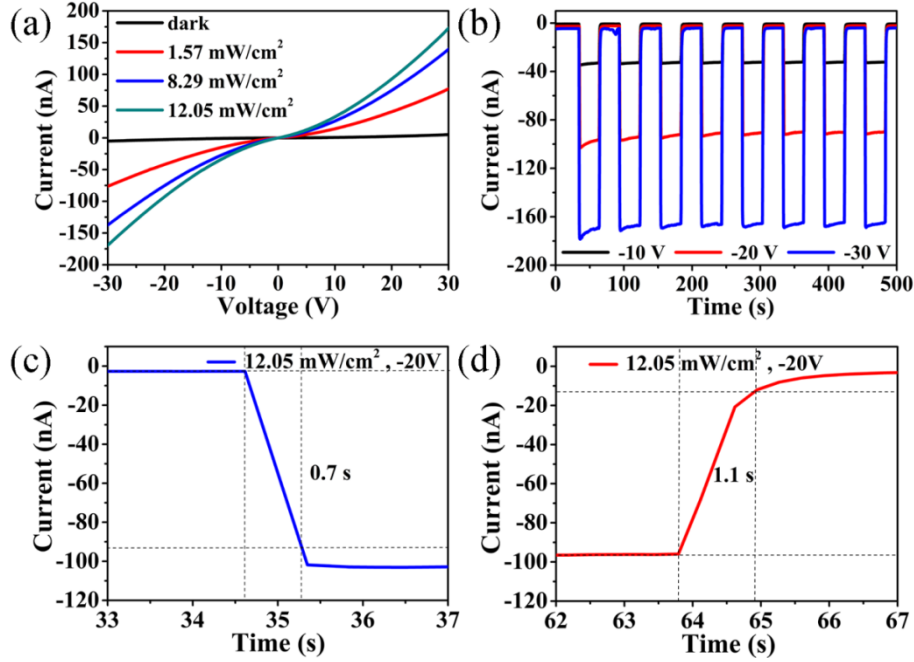 (a)
dark
1.57 mW/cm²
8.29 mW/cm²
12.05 mW/cm²
200
150
100
50
0
-50
-100
-150
200
-30 -20 -10 0 10 20 30
Current (nA)
Voltage (V)
(b)
0
-40
-80
-120
-160
-200
0 100 200 300 400 500
-10 V -20 V -30 V
Current (nA)
Time (s)
(c)
12.05 mW/cm² , -20V
0
-20
-40
-60
-80
-100
-120
33 34 35 36 37
0.7 s
Current (nA)
Time (s)
(d)
12.05 mW/cm² , -20V
0
-20
-40
-60
-80
-100
-120
62 63 64 65 66 67
1.1 s
Current (nA)
Time (s)